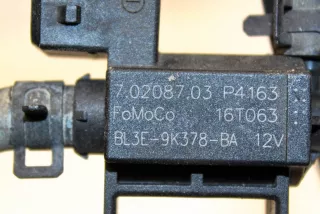 7.02087.03 P4163
FoMoCo 16T063
BL3E-9K378-BA 12V